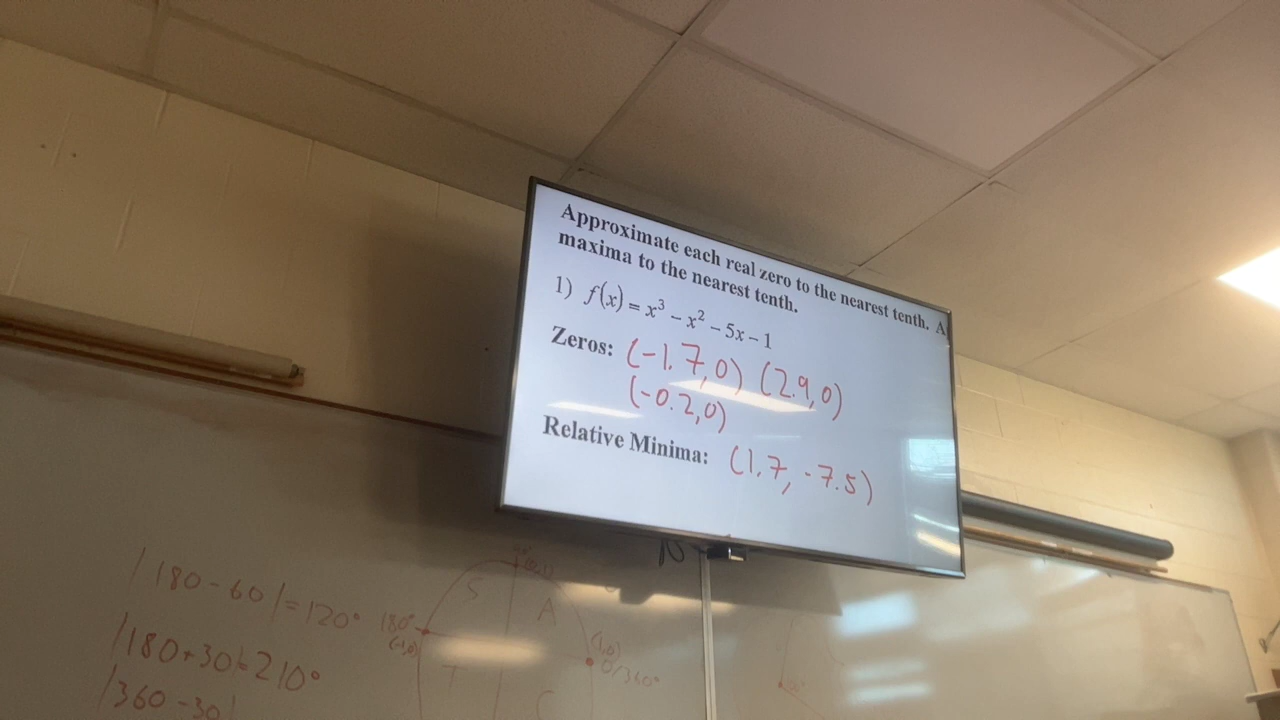 Approximate each real zero to the nearest tenth. A
maxima to the nearest tenth.
1) f(x) = x³ − x² − 5x − 1
Zeros: (-1.7,0) (2.9,0)
(-0.2,0)
Relative Minima: (1.7, -7.5)
|180-60|=120°
|180+30|=210°
|360-30|
S
A
180°
(-1,0)
(1,0)
0/360°
T
C